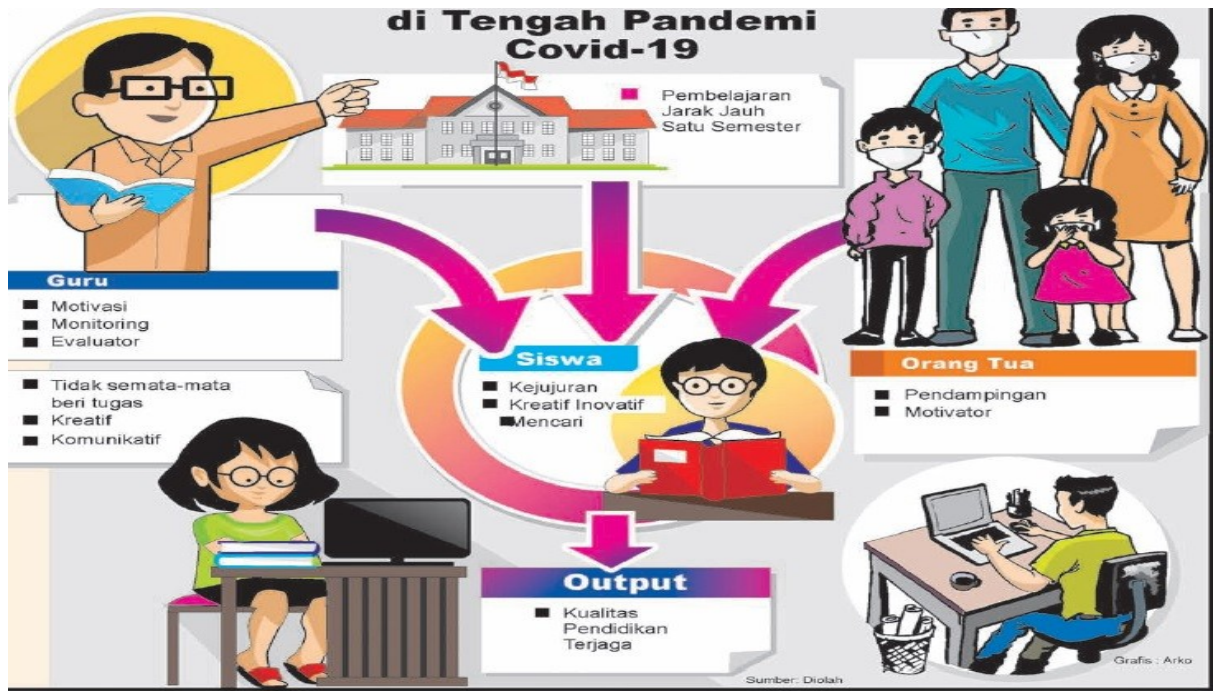 di Tengah Pandemi
Covid-19
Pembelajaran
Jarak Jauh
Satu Semester
Guru
Motivasi
Monitoring
Evaluator
Tidak semata-mata
beri tugas
Kreatif
Komunikatif
Siswa
Kejujuran
Kreatif Inovatif
Mencari
Orang Tua
Pendampingan
Motivator
Output
Kualitas
Pendidikan
Terjaga
Sumber: Diolah
Grafis : Arko